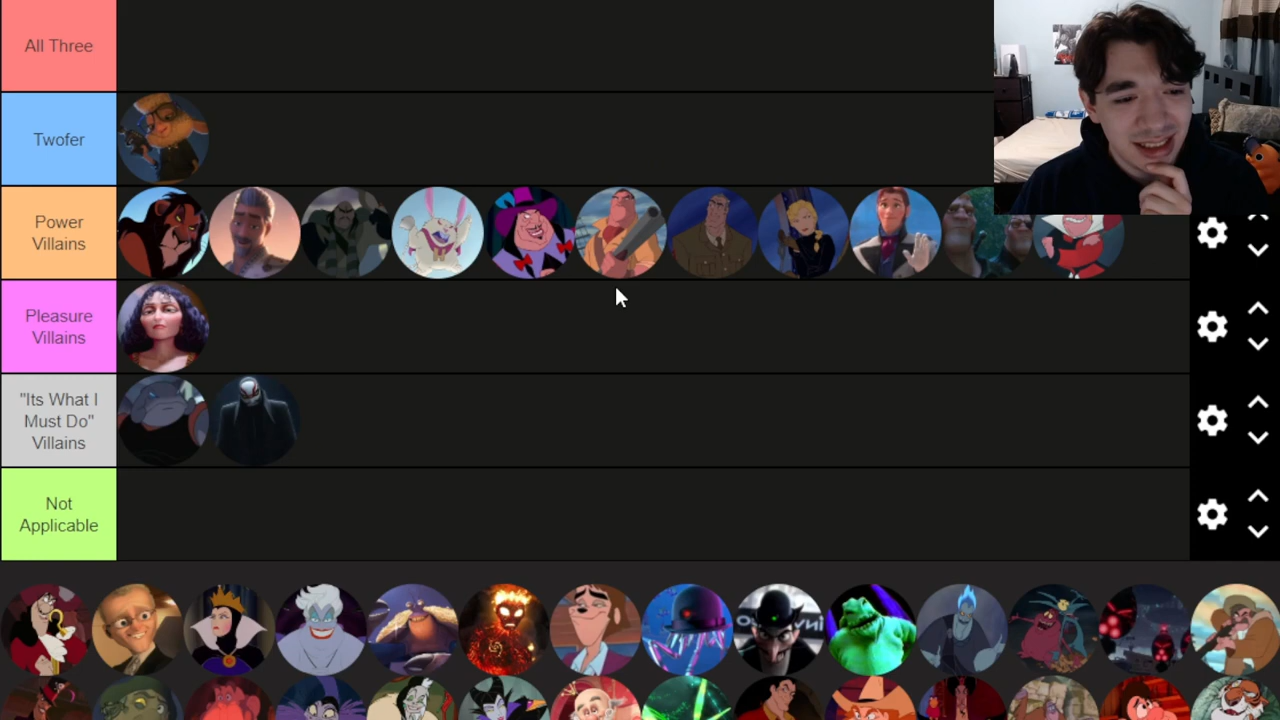 All Three
Twofer
Power
Villains
Pleasure
Villains
"Its What I
Must Do"
Villains
Not
Applicable